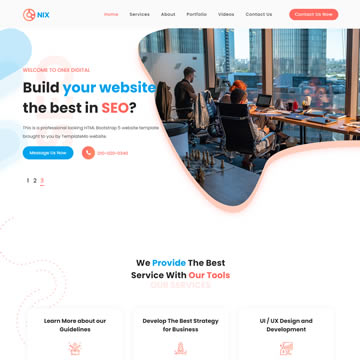 NIX
Home Services About Portfolio Videos Contact Us Contact Us Now
WELCOME TO ONIX DIGITAL
Build your website
the best in SEO?
This is a professional looking HTML Bootstrap 5 website template
brought to you by TemplateMo website.
Message Us Now 010-020-0340
1 2 3
We Provide The Best
Service With Our Tools
OUR SERVICES
Learn More about our
Guidelines
Develop The Best Strategy
for Business
UI / UX Design and
Development